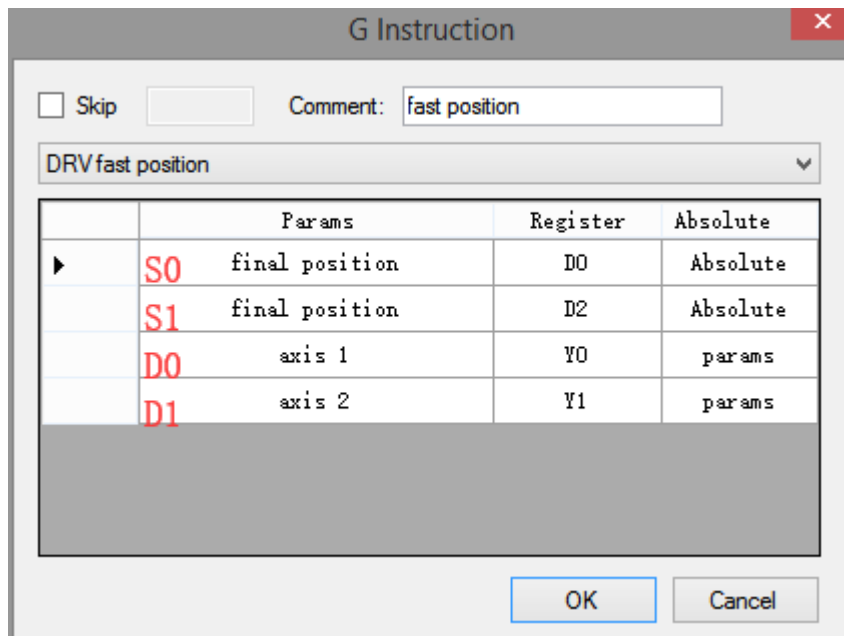 G Instruction
Skip Comment: fast position
DRV fast position
Params Register Absolute
S0 final position D0 Absolute
S1 final position D2 Absolute
D0 axis 1 Y0 params
D1 axis 2 Y1 params
OK Cancel